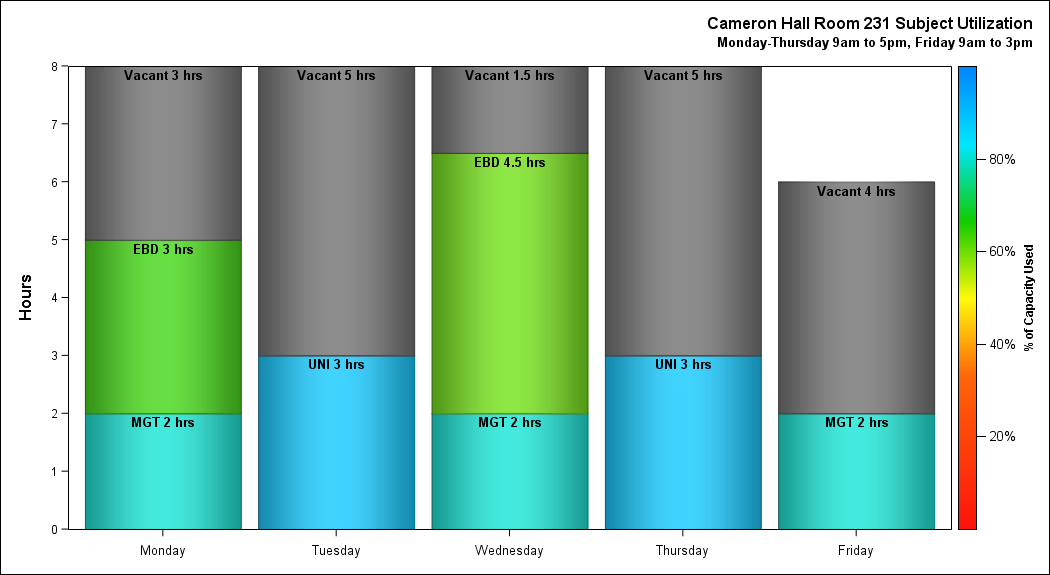 Cameron Hall Room 231 Subject Utilization
Monday-Thursday 9am to 5pm, Friday 9am to 3pm
Hours
8
7
6
5
4
3
2
1
0
Vacant 3 hrs
EBD 3 hrs
MGT 2 hrs
Vacant 5 hrs
UNI 3 hrs
Vacant 1.5 hrs
EBD 4.5 hrs
MGT 2 hrs
Vacant 5 hrs
UNI 3 hrs
Vacant 4 hrs
MGT 2 hrs
Monday
Tuesday
Wednesday
Thursday
Friday
80%
60%
40%
20%
% of Capacity Used